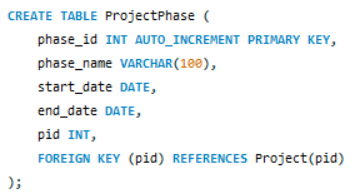 CREATE TABLE ProjectPhase (
    phase_id INT AUTO_INCREMENT PRIMARY KEY,
    phase_name VARCHAR(100),
    start_date DATE,
    end_date DATE,
    pid INT,
    FOREIGN KEY (pid) REFERENCES Project(pid)
);